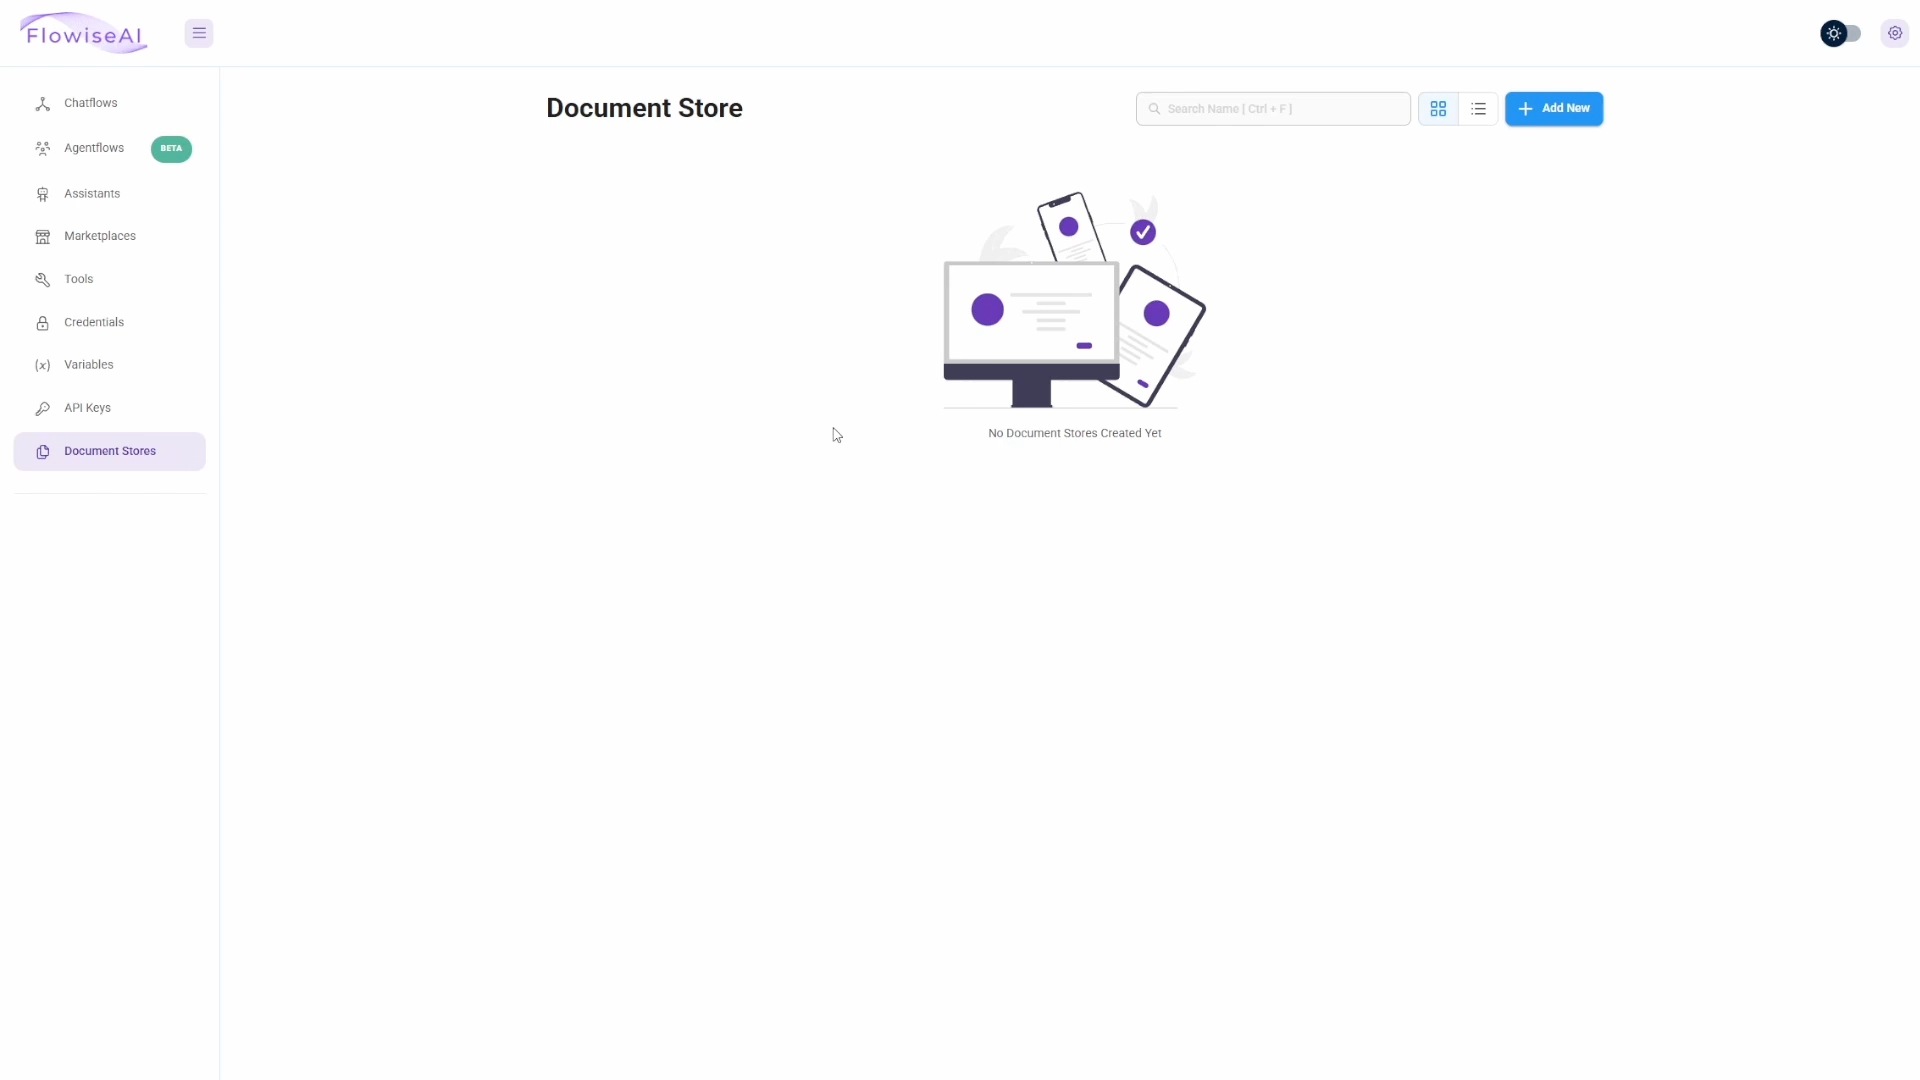 FlowiseAI
Chatflows
Agentflows BETA
Assistants
Marketplaces
Tools
Credentials
(x) Variables
API Keys
Document Stores
Document Store
Search Name [ Ctrl + F ]
Add New
No Document Stores Created Yet